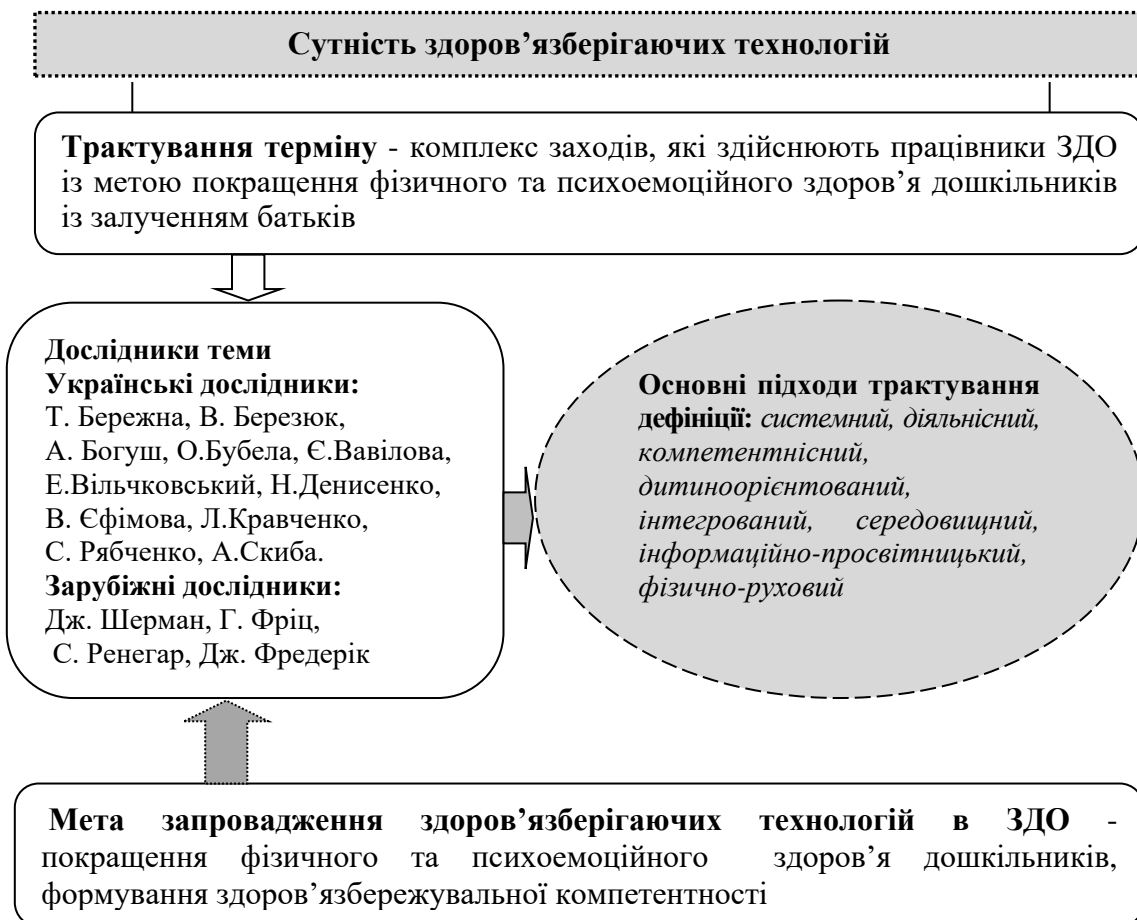 Сутність здоров’язберігаючих технологій
Трактування терміну - комплекс заходів, які здійснюють працівники ЗДО
із метою покращення фізичного та психоемоційного здоров’я дошкільників
із залученням батьків
Дослідники теми
Українські дослідники:
Т. Бережна, В. Березюк,
А. Богуш, О.Бубела, Є.Вавілова,
Е.Вільчковський, Н.Денисенко,
В. Єфімова, Л.Кравченко,
С. Рябченко, А.Скиба.
Зарубіжні дослідники:
Дж. Шерман, Г. Фріц,
С. Ренегар, Дж. Фредерік
Основні підходи трактування
дефініції: системний, діяльнісний,
компетентнісний,
дитиноорієнтований,
інтегрований, середовищний,
інформаційно-просвітницький,
фізично-руховий
Мета запровадження здоров’язберігаючих технологій в ЗДО -
покращення фізичного та психоемоційного здоров’я дошкільників,
формування здоров’язбережувальної компетентності